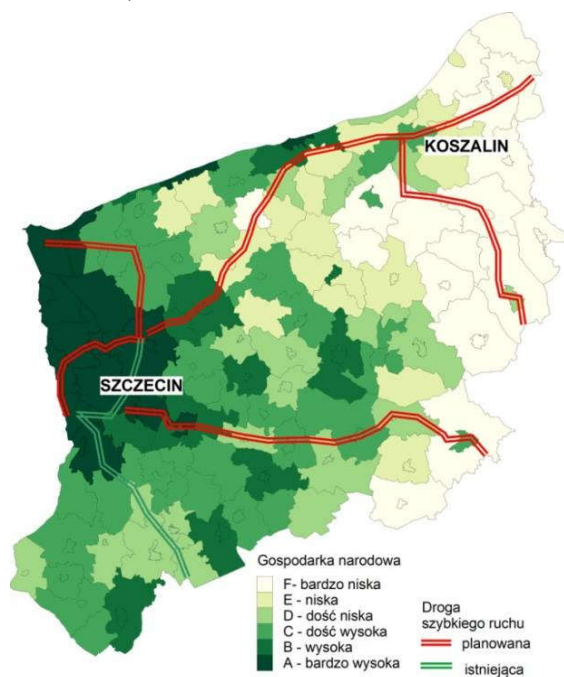 KOSZALIN
SZCZECIN
Gospodarka narodowa
F- bardzo niska
E - niska
D - dość niska
C - dość wysoka
B - wysoka
A - bardzo wysoka
Droga
szybkiego ruchu
planowana
istniejąca